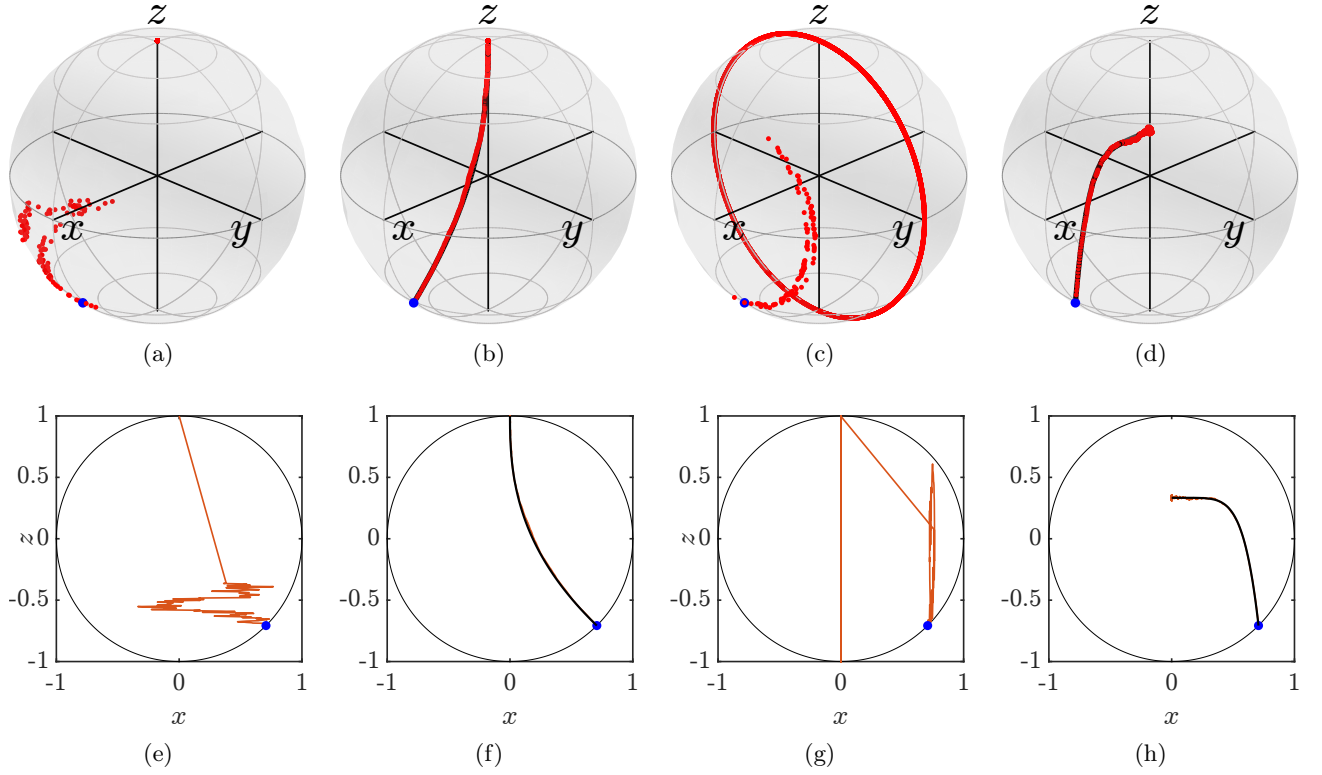 z z z z
x y x y x y x y
(a) (b) (c) (d)
1 1 1 1
0.5 0.5 0.5 0.5
z 0 0 z 0 0
-0.5 -0.5 -0.5 -0.5
-1 -1 -1 -1
-1 0 1 -1 0 1 -1 0 1 -1 0 1
x x x x
(e) (f) (g) (h)